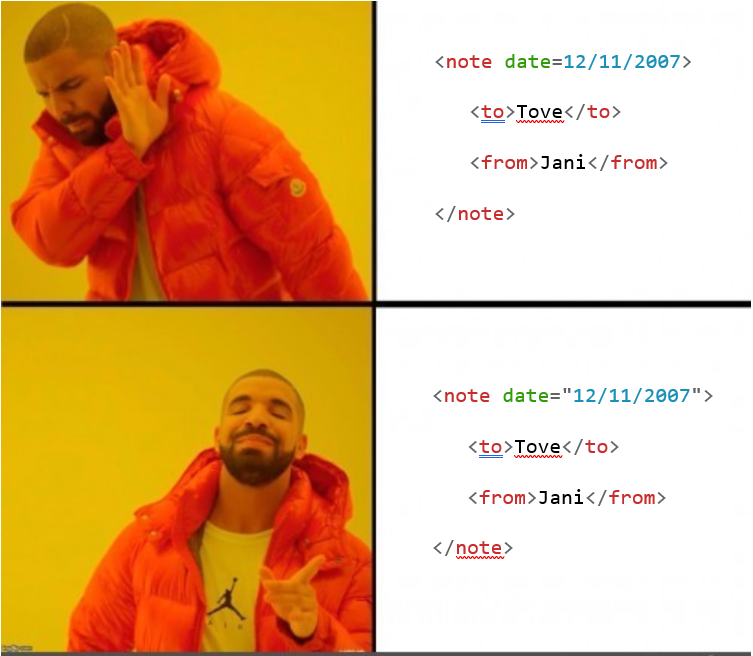 <note date=12/11/2007>
<to>Tove</to>
<from>Jani</from>
</note>
<note date="12/11/2007">
<to>Tove</to>
<from>Jani</from>
</note>